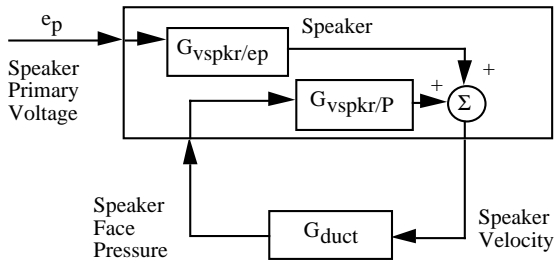 e_p
Speaker
Primary
Voltage
G_vspkr/ep
Speaker
G_vspkr/P
+
+
Σ
Speaker
Face
Pressure
G_duct
Speaker
Velocity